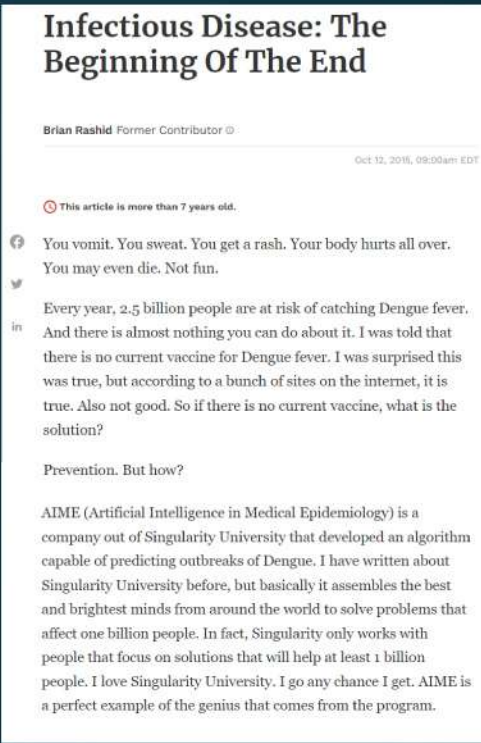 Infectious Disease: The
Beginning Of The End
Brian Rashid Former Contributor
Oct 12, 2015, 09:00am EDT
This article is more than 7 years old.
You vomit. You sweat. You get a rash. Your body hurts all over.
You may even die. Not fun.
in
Every year, 2.5 billion people are at risk of catching Dengue fever.
And there is almost nothing you can do about it. I was told that
there is no current vaccine for Dengue fever. I was surprised this
was true, but according to a bunch of sites on the internet, it is
true. Also not good. So if there is no current vaccine, what is the
solution?
Prevention. But how?
AIME (Artificial Intelligence in Medical Epidemiology) is a
company out of Singularity University that developed an algorithm
capable of predicting outbreaks of Dengue. I have written about
Singularity University before, but basically it assembles the best
and brightest minds from around the world to solve problems that
affect one billion people. In fact, Singularity only works with
people that focus on solutions that will help at least 1 billion
people. I love Singularity University. I go any chance I get. AIME is
a perfect example of the genius that comes from the program.